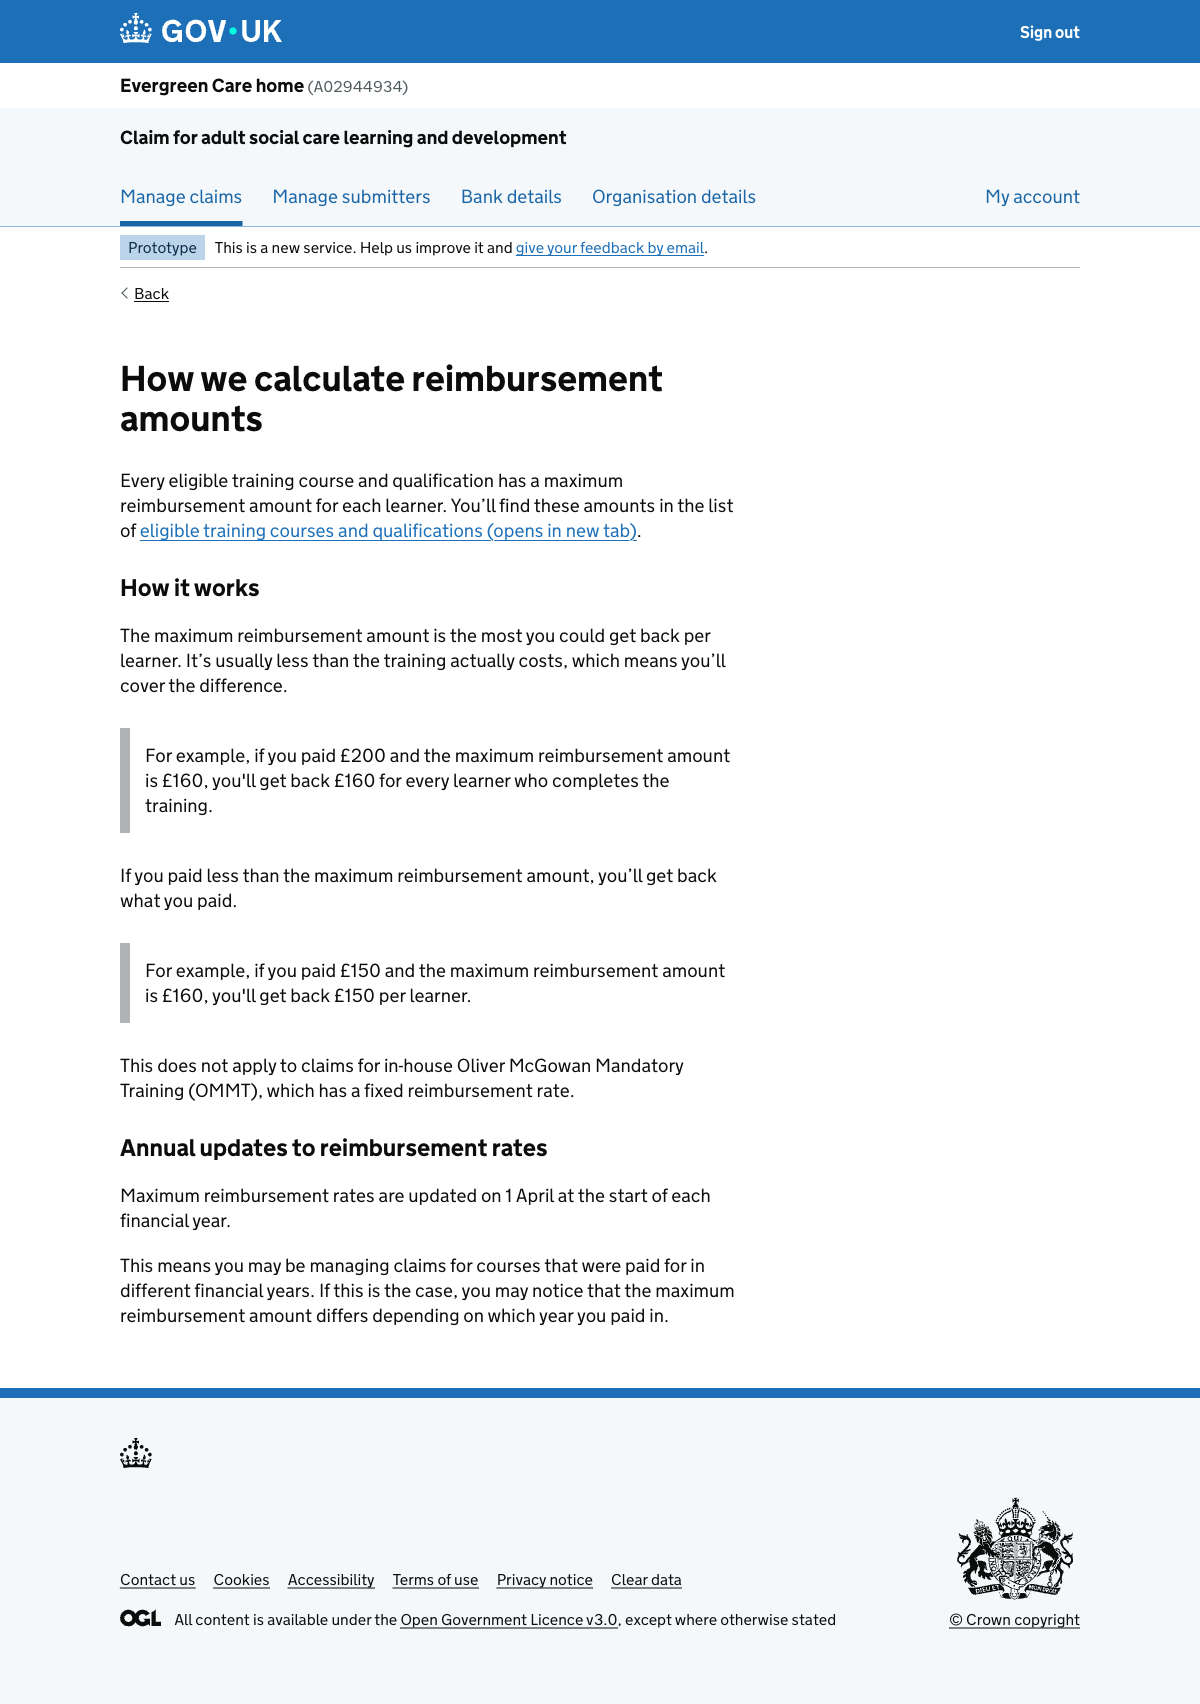 GOV·UK
Sign out
Evergreen Care home (A02944934)
Claim for adult social care learning and development
Manage claims Manage submitters Bank details Organisation details My account
Prototype This is a new service. Help us improve it and give your feedback by email.
Back
How we calculate reimbursement
amounts
Every eligible training course and qualification has a maximum
reimbursement amount for each learner. You’ll find these amounts in the list
of eligible training courses and qualifications (opens in new tab).
How it works
The maximum reimbursement amount is the most you could get back per
learner. It’s usually less than the training actually costs, which means you’ll
cover the difference.
For example, if you paid £200 and the maximum reimbursement amount
is £160, you'll get back £160 for every learner who completes the
training.
If you paid less than the maximum reimbursement amount, you’ll get back
what you paid.
For example, if you paid £150 and the maximum reimbursement amount
is £160, you'll get back £150 per learner.
This does not apply to claims for in-house Oliver McGowan Mandatory
Training (OMMT), which has a fixed reimbursement rate.
Annual updates to reimbursement rates
Maximum reimbursement rates are updated on 1 April at the start of each
financial year.
This means you may be managing claims for courses that were paid for in
different financial years. If this is the case, you may notice that the maximum
reimbursement amount differs depending on which year you paid in.
Contact us Cookies Accessibility Terms of use Privacy notice Clear data
OGL All content is available under the Open Government Licence v3.0, except where otherwise stated
DIEU ET MON DROIT
© Crown copyright